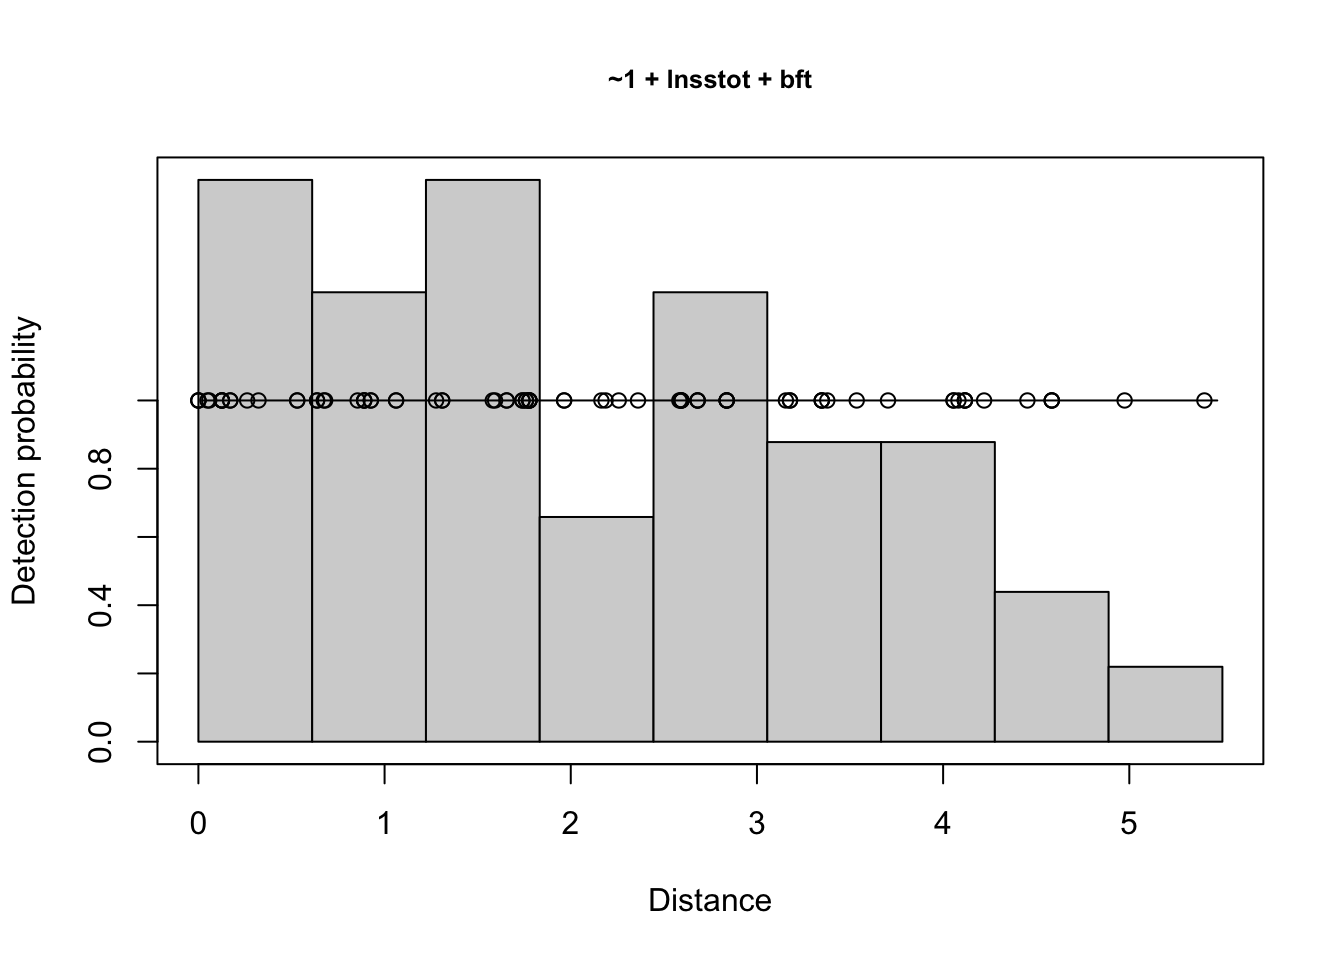 ~1 + lnsstot + bft
Detection probability
0.8
0.4
0.0
0 1 2 3 4 5
Distance